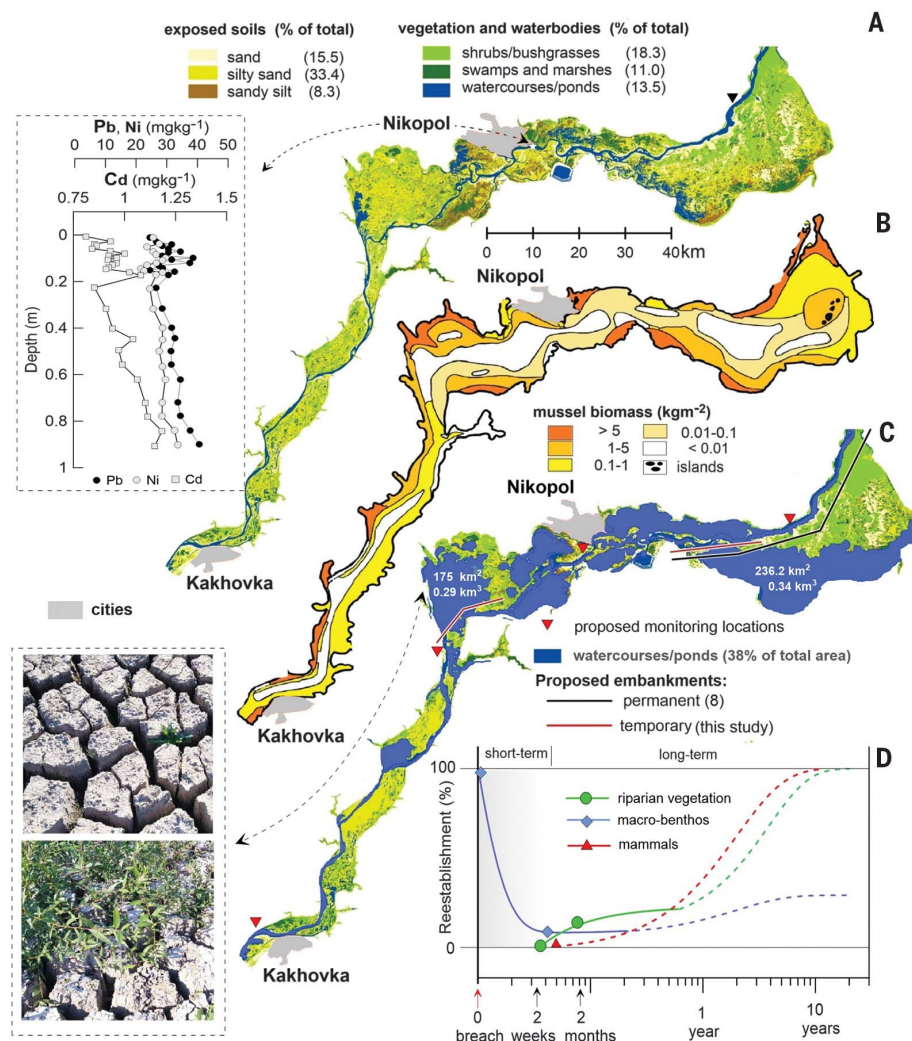 A
exposed soils (% of total)
sand (15.5)
silty sand (33.4)
sandy silt (8.3)
vegetation and waterbodies (% of total)
shrubs/bushgrasses (18.3)
swamps and marshes (11.0)
watercourses/ponds (13.5)
Pb, Ni (mgkg⁻¹)
0 10 20 30 40 50
Cd (mgkg⁻¹)
0.75 1 1.25 1.5
0
0.2
0.4
0.6
0.8
1
Depth (m)
Pb Ni Cd
Nikopol
0 10 20 30 40km
Kakhovka
cities
B
Nikopol
mussel biomass (kgm⁻²)
> 5
1-5
0.1-1
0.01-0.1
< 0.01
islands
Kakhovka
C
Nikopol
175 km²
0.29 km³
236.2 km²
0.34 km³
proposed monitoring locations
watercourses/ponds (38% of total area)
Proposed embankments:
permanent (8)
temporary (this study)
Kakhovka
D
short-term long-term
100
0
Reestablishment (%)
riparian vegetation
macro-benthos
mammals
0 2 2 1 10
breach weeks months year years